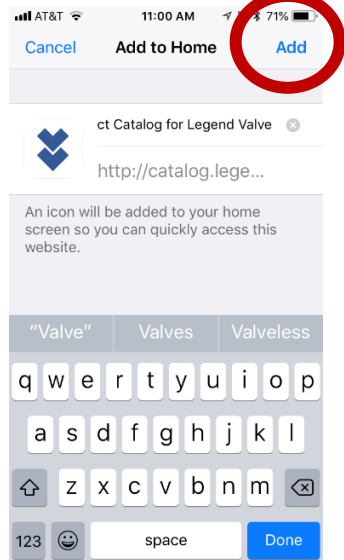 AT&T 11:00 AM 71%
Cancel Add to Home Add
ct Catalog for Legend Valve
http://catalog.lege...
An icon will be added to your home
screen so you can quickly access this
website.
“Valve” Valves Valveless
q w e r t y u i o p
a s d f g h j k l
z x c v b n m
123 space Done